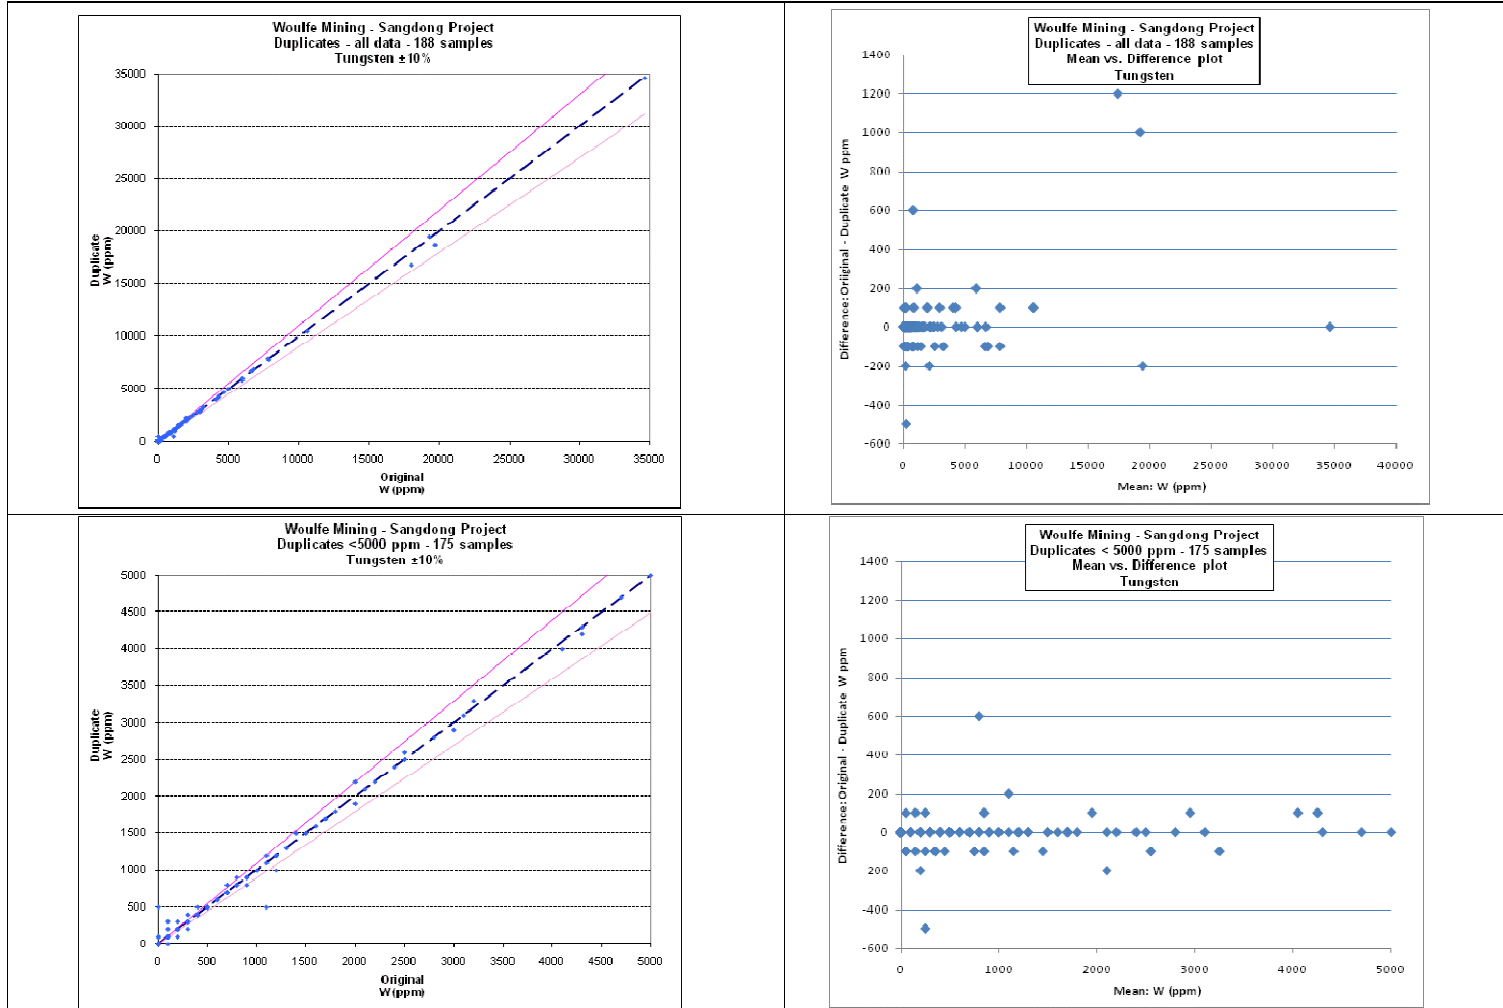 Woulfe Mining - Sangdong Project
Duplicates - all data - 188 samples
Tungsten ±10%
35000
30000
25000
20000
15000
10000
5000
0
Duplicate
W (ppm)
0 5000 10000 15000 20000 25000 30000 35000
Original
W (ppm)
Woulfe Mining - Sangdong Project
Duplicates - all data - 188 samples
Mean vs. Difference plot
Tungsten
1400
1200
1000
800
600
400
200
0
-200
-400
-600
Difference: Oriiginal - Duplicate W ppm
0 5000 10000 15000 20000 25000 30000 35000 40000
Mean: W (ppm)
Woulfe Mining - Sangdong Project
Duplicates <5000 ppm - 175 samples
Tungsten ±10%
5000
4500
4000
3500
3000
2500
2000
1500
1000
500
0
Duplicate
W (ppm)
0 500 1000 1500 2000 2500 3000 3500 4000 4500 5000
Original
W (ppm)
Woulfe Mining - Sangdong Project
Duplicates < 5000 ppm - 175 samples
Mean vs. Difference plot
Tungsten
1400
1200
1000
800
600
400
200
0
200
-400
-600
Difference: Original - Duplicate W ppm
0 1000 2000 3000 4000 5000
Mean: W (ppm)